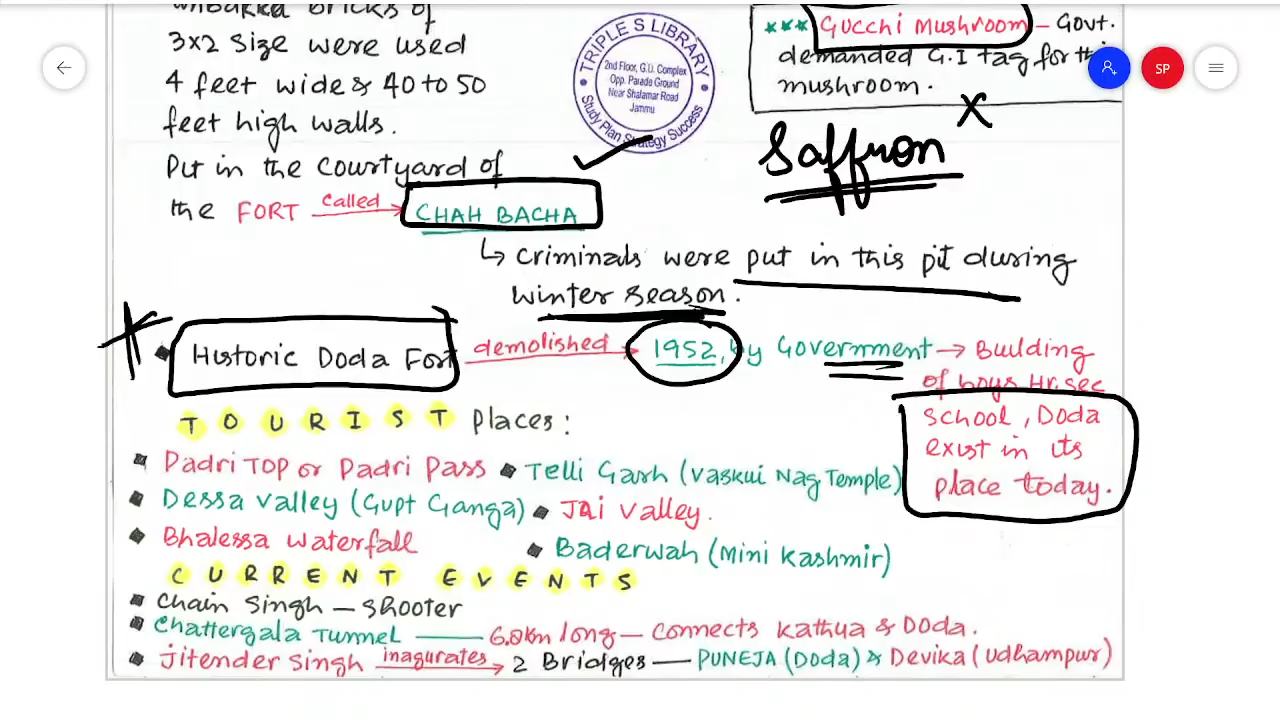 unbakka bricks of
3x2 size were used
4 feet wide & 40 to 50
feet high walls.
Put in the courtyard of
the FORT called CHAH BACHA
↳ criminals were put in this pit during
winter season.
*** Gucchi Mushroom – Govt.
demanded G.I tag for this
mushroom.
Saffron X
TRIPLE S LIBRARY
2nd Floor, G.D. Complex
Opp. Parade Ground
Near Shalamar Road
Jammu
Study Plan Strategy Success
SP
Historic Doda Fort demolished 1952, by Government → Building
of boys Hr. sec
school, Doda
exist in its
place today.
TOURIST Places:
Padri Top or Padri Pass
Telli Garh (Vaskui Nag Temple)
Dessa valley (Gupt Ganga)
Jai Valley.
Bhalessa waterfall
Baderwah (Mini Kashmir)
CURRENT EVENTS
Chain Singh – shooter
Chattergala Tunnel — 6.8km long – connects Kathua & Doda.
Jitender Singh inagurates → 2 Bridges — PUNEJA (Doda) & Devika (Udhampur)